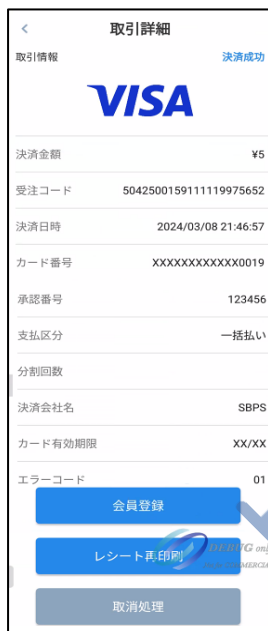 取引詳細
取引情報 決済成功
VISA
決済金額 ¥5
受注コード 5042500159111119975652
決済日時 2024/03/08 21:46:57
カード番号 XXXXXXXXXXXX0019
承認番号 123456
支払区分 一括払い
分割回数
決済会社名 SBPS
カード有効期限 XX/XX
エラーコード 01
会員登録
レシート再印刷
DEBUG only
取消処理